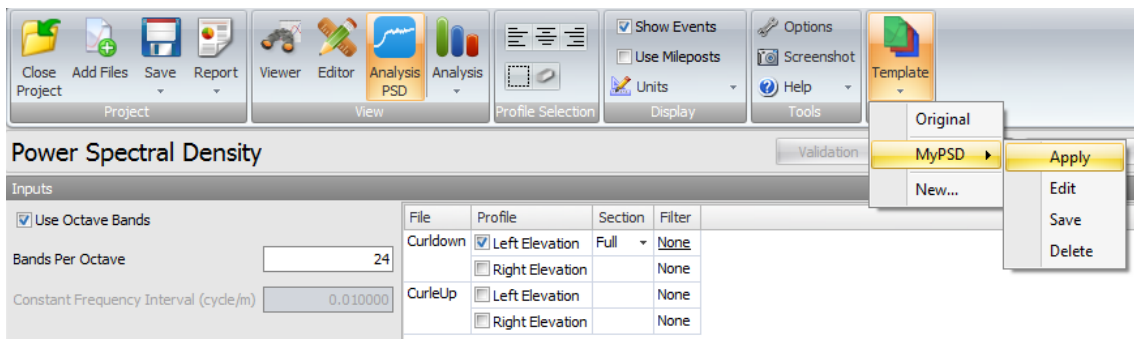 Close Project
Add Files
Save
Report
Project
Viewer
Editor
Analysis PSD
Analysis
View
Profile Selection
Show Events
Use Mileposts
Units
Display
Options
Screenshot
Help
Tools
Template
Original
MyPSD
New...
Apply
Edit
Save
Delete
Power Spectral Density
Validation
Inputs
Use Octave Bands
Bands Per Octave 24
Constant Frequency Interval (cycle/m) 0.010000
File Profile Section Filter
Curldown Left Elevation Full None
Right Elevation None
CurleUp Left Elevation None
Right Elevation None